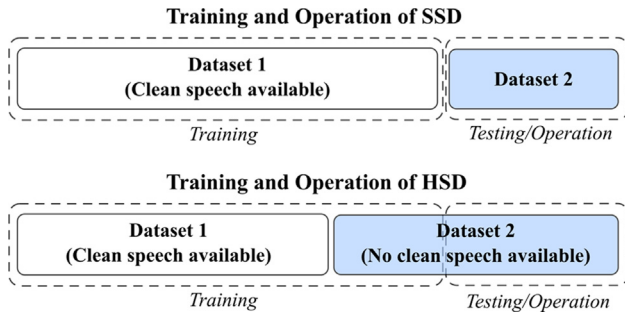 Training and Operation of SSD
Dataset 1
(Clean speech available)
Dataset 2
Training
Testing/Operation
Training and Operation of HSD
Dataset 1
(Clean speech available)
Dataset 2
(No clean speech available)
Training
Testing/Operation